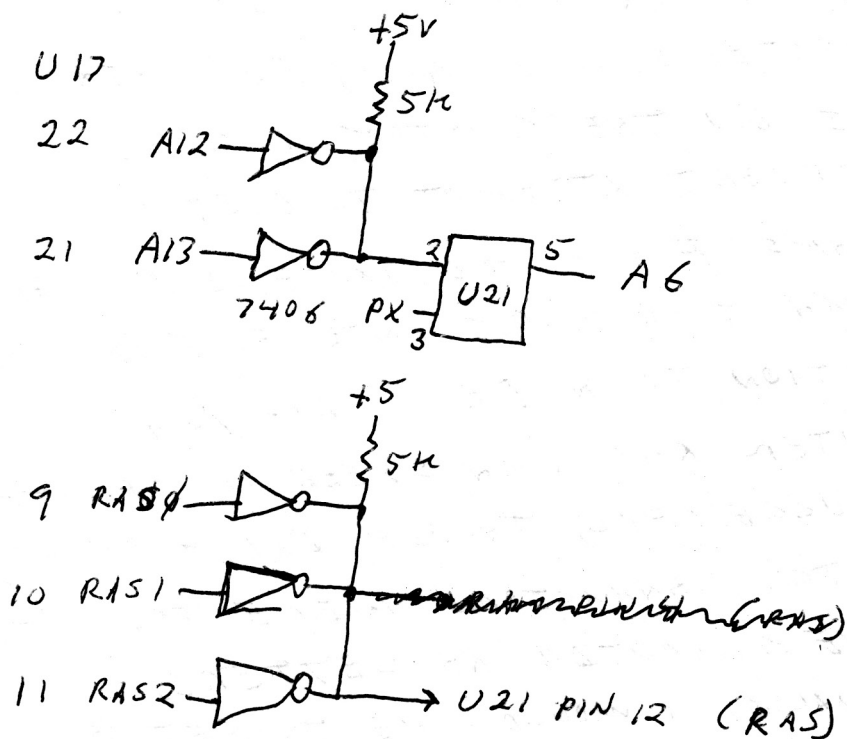 +5V
U17
5K
22 A12
21 A13 2 5 A6
U21
7406 PX
3
+5
5K
9 RASØ
10 RAS1 (RAS)
11 RAS2 U21 PIN 12 (RAS)